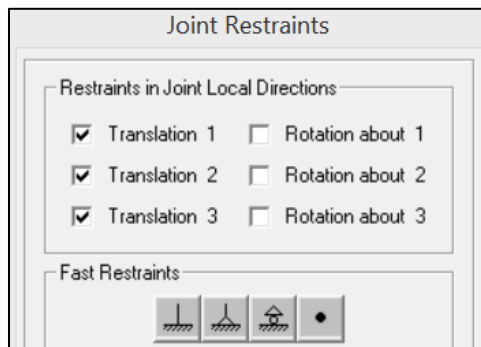 Joint Restraints
Restraints in Joint Local Directions
Translation 1 Rotation about 1
Translation 2 Rotation about 2
Translation 3 Rotation about 3
Fast Restraints